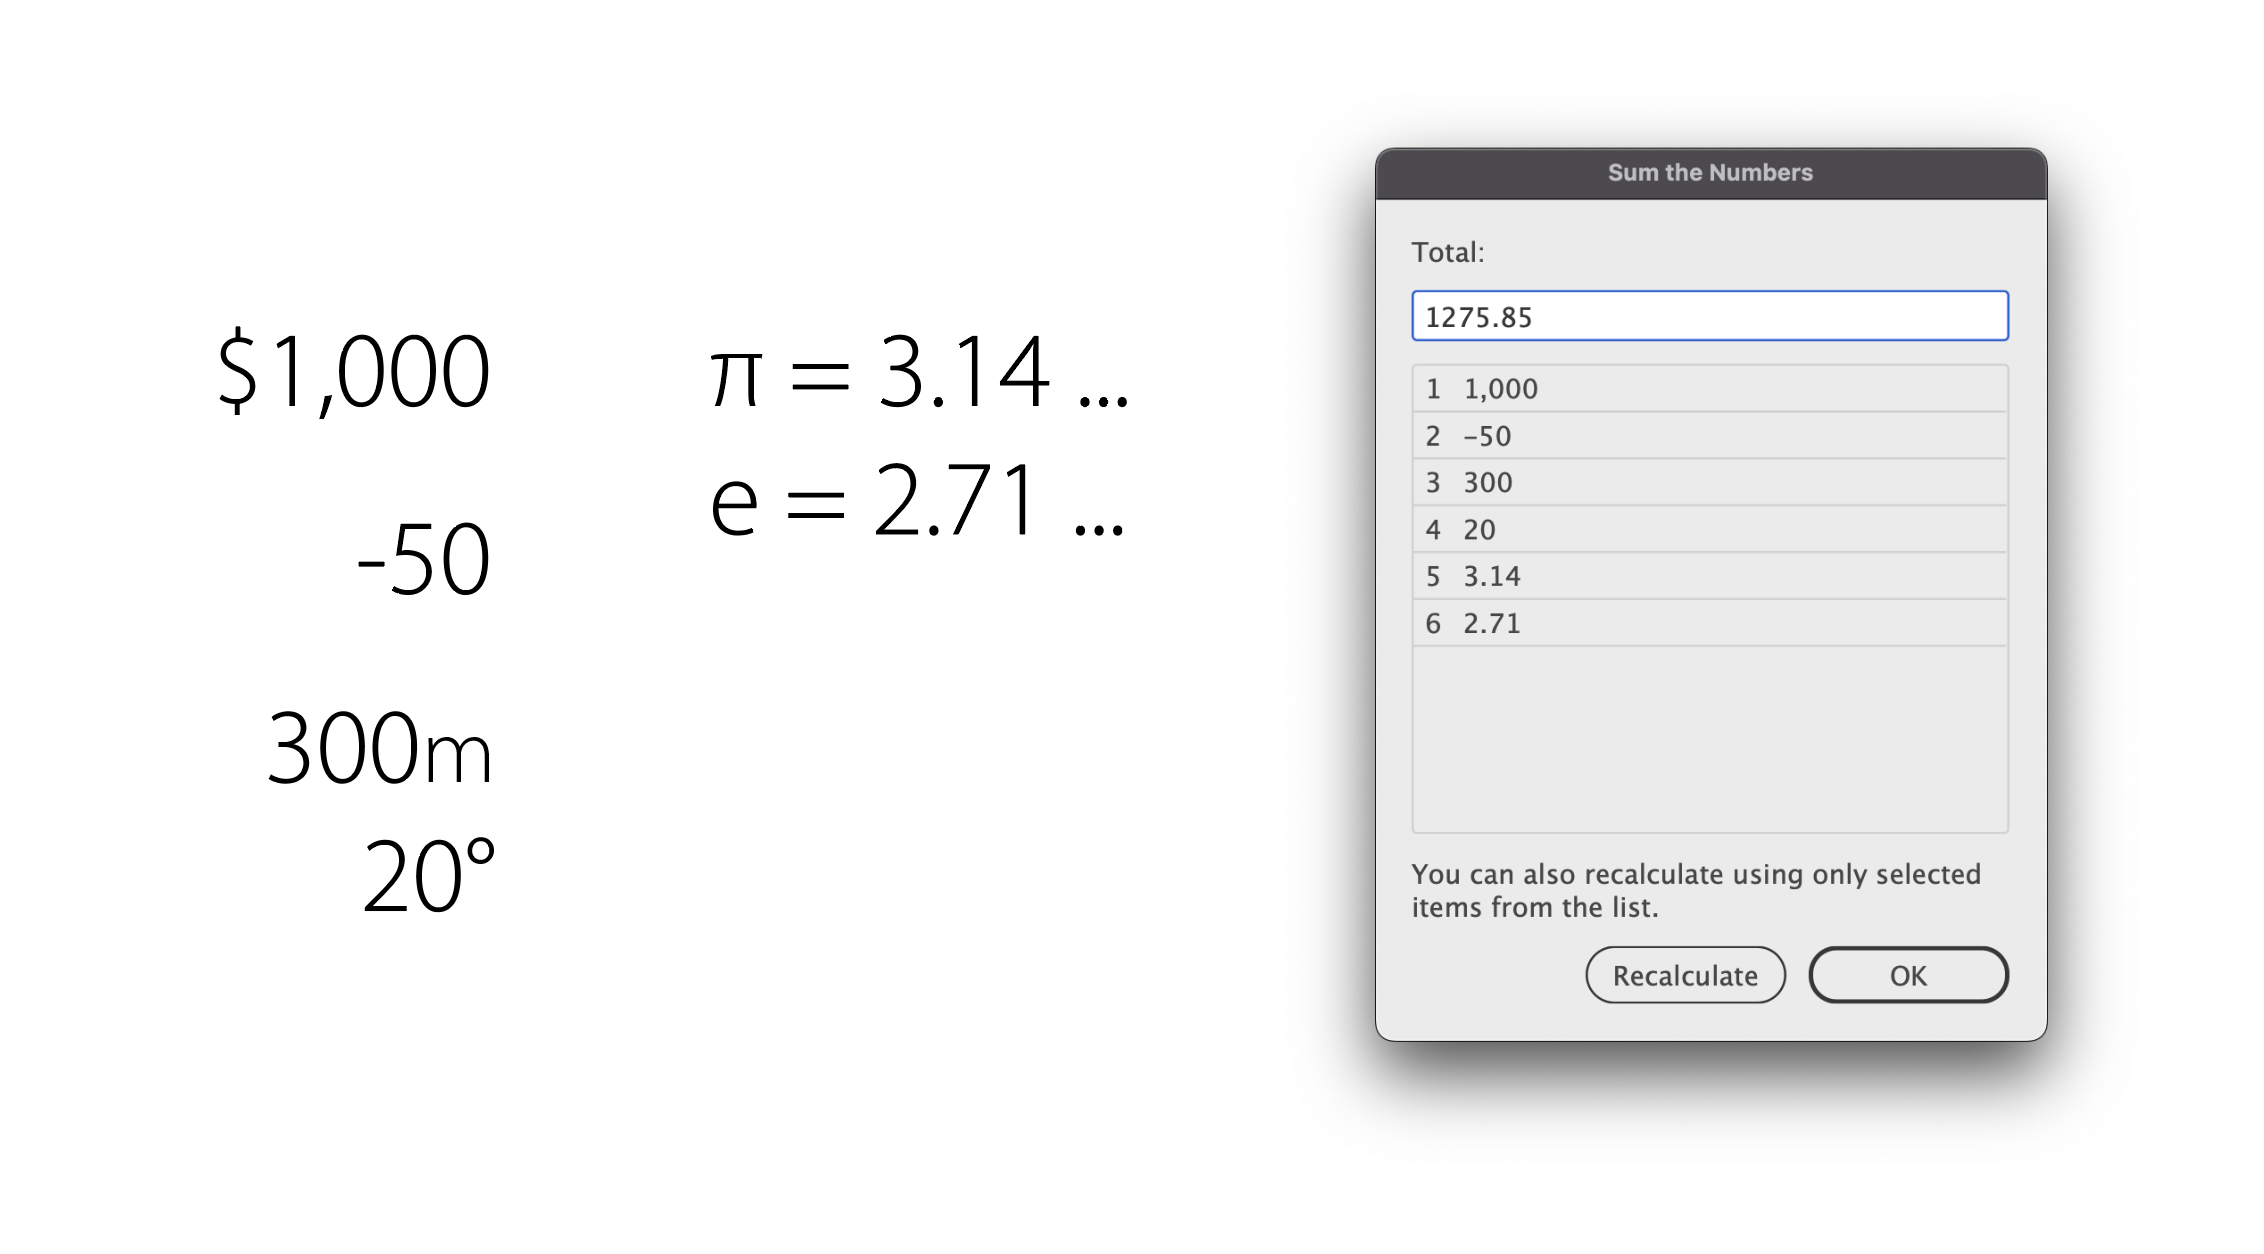 $1,000
-50
300m
20°
π = 3.14 ...
e = 2.71 ...
Sum the Numbers
Total:
1275.85
1 1,000
2 -50
3 300
4 20
5 3.14
6 2.71
You can also recalculate using only selected
items from the list.
Recalculate OK